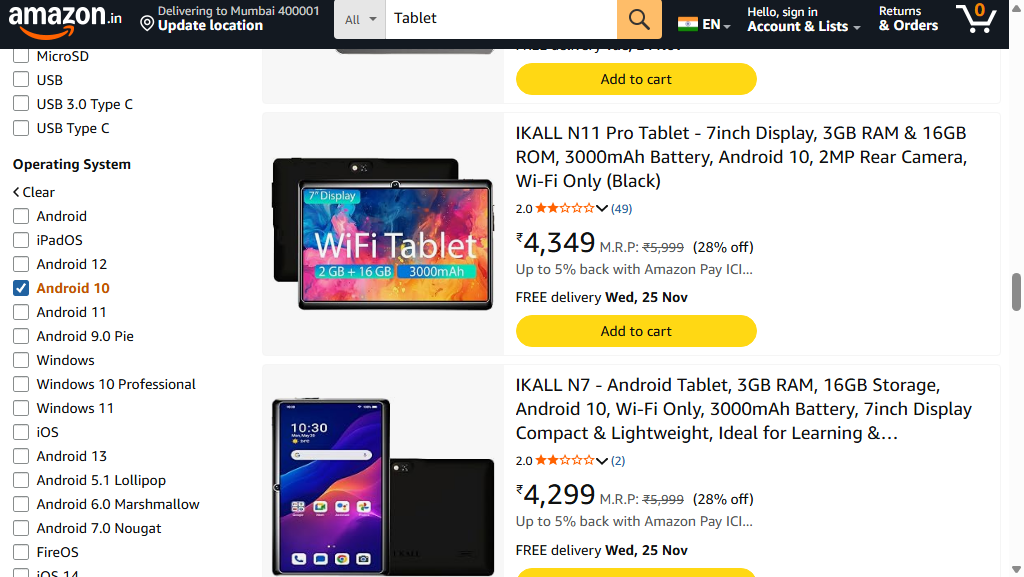 amazon.in
Delivering to Mumbai 400001
Update location
All
Tablet
EN
Hello, sign in
Account & Lists
Returns
& Orders
0
MicroSD
USB
USB 3.0 Type C
USB Type C
Operating System
Clear
Android
iPadOS
Android 12
Android 10
Android 11
Android 9.0 Pie
Windows
Windows 10 Professional
Windows 11
iOS
Android 13
Android 5.1 Lollipop
Android 6.0 Marshmallow
Android 7.0 Nougat
FireOS
iOS 14
Add to cart
7" Display
WiFi Tablet
2 GB + 16 GB
3000mAh
IKALL N11 Pro Tablet - 7inch Display, 3GB RAM & 16GB
ROM, 3000mAh Battery, Android 10, 2MP Rear Camera,
Wi-Fi Only (Black)
2.0 (49)
₹4,349 M.R.P: ₹5,999 (28% off)
Up to 5% back with Amazon Pay ICI...
FREE delivery Wed, 25 Nov
Add to cart
10:30
IKALL N7 - Android Tablet, 3GB RAM, 16GB Storage,
Android 10, Wi-Fi Only, 3000mAh Battery, 7inch Display
Compact & Lightweight, Ideal for Learning &...
2.0 (2)
₹4,299 M.R.P: ₹5,999 (28% off)
Up to 5% back with Amazon Pay ICI...
FREE delivery Wed, 25 Nov